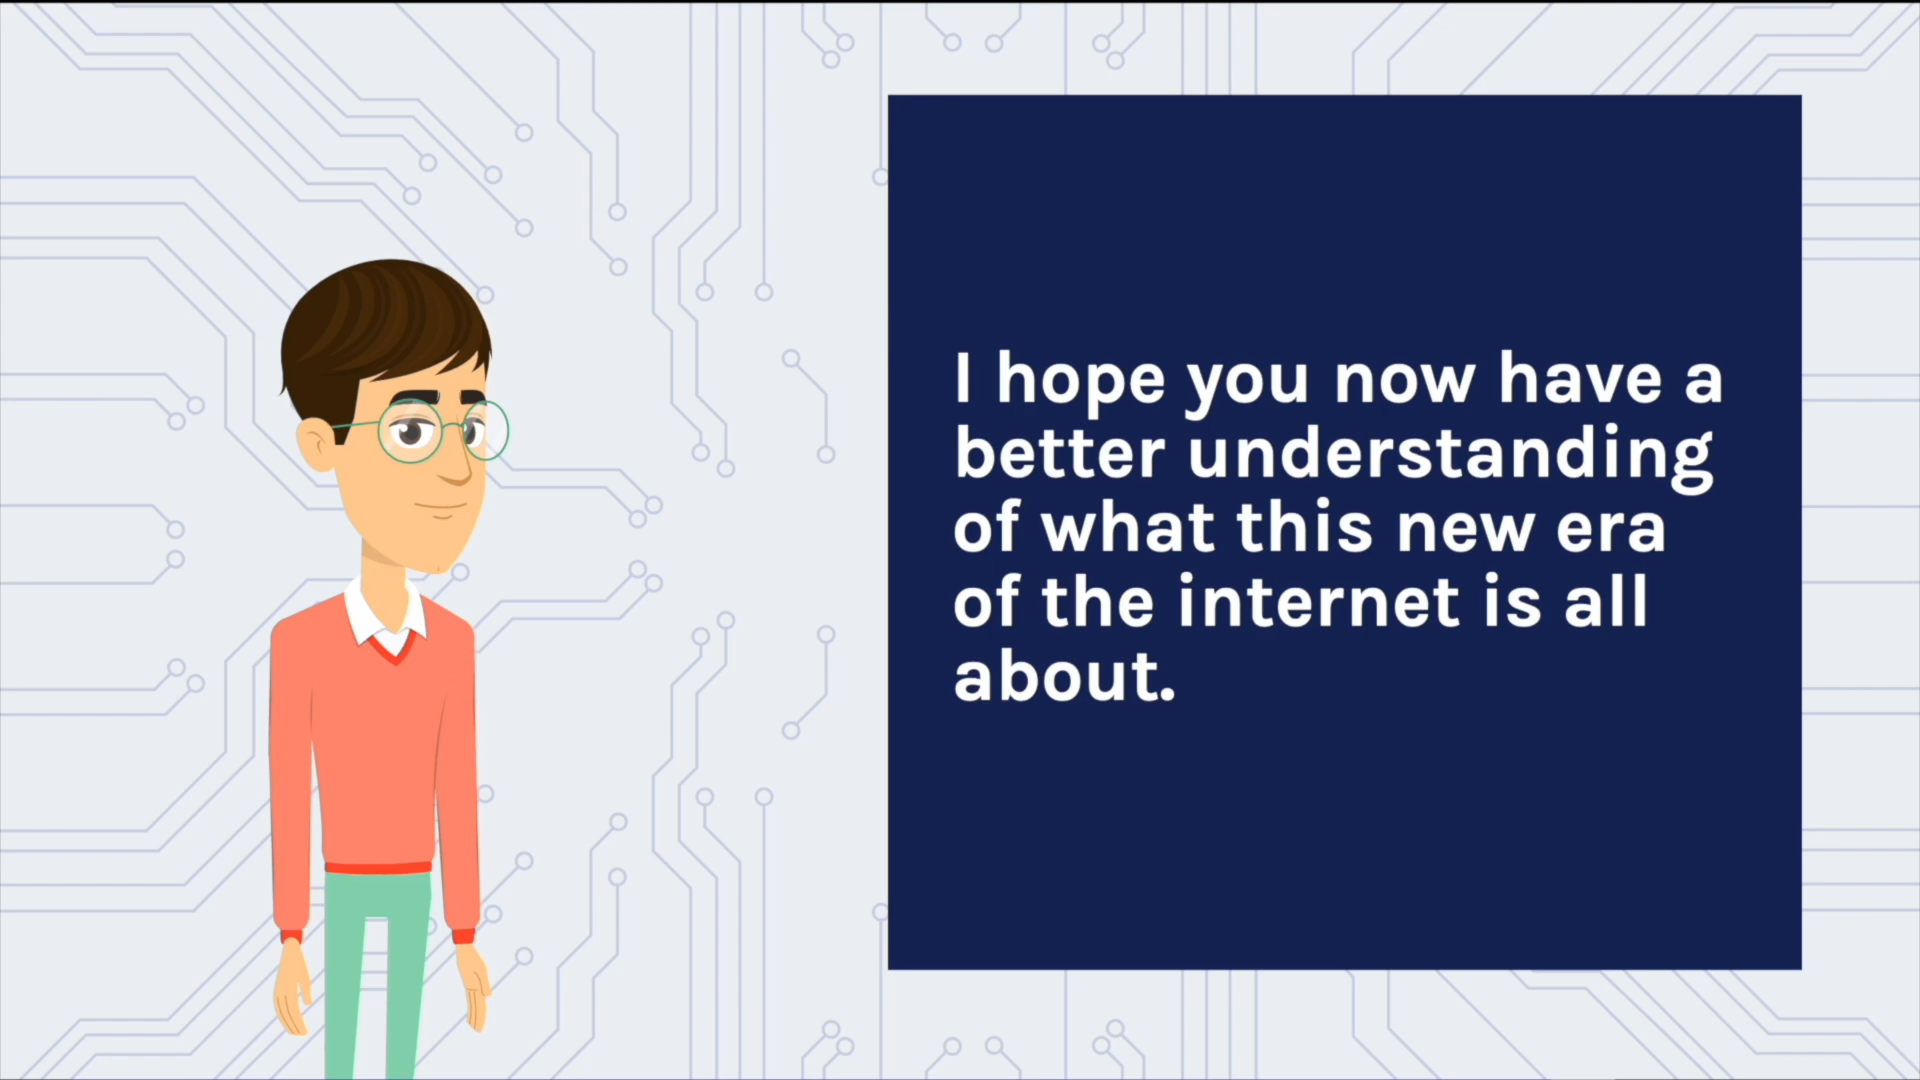 I hope you now have a
better understanding
of what this new era
of the internet is all
about.